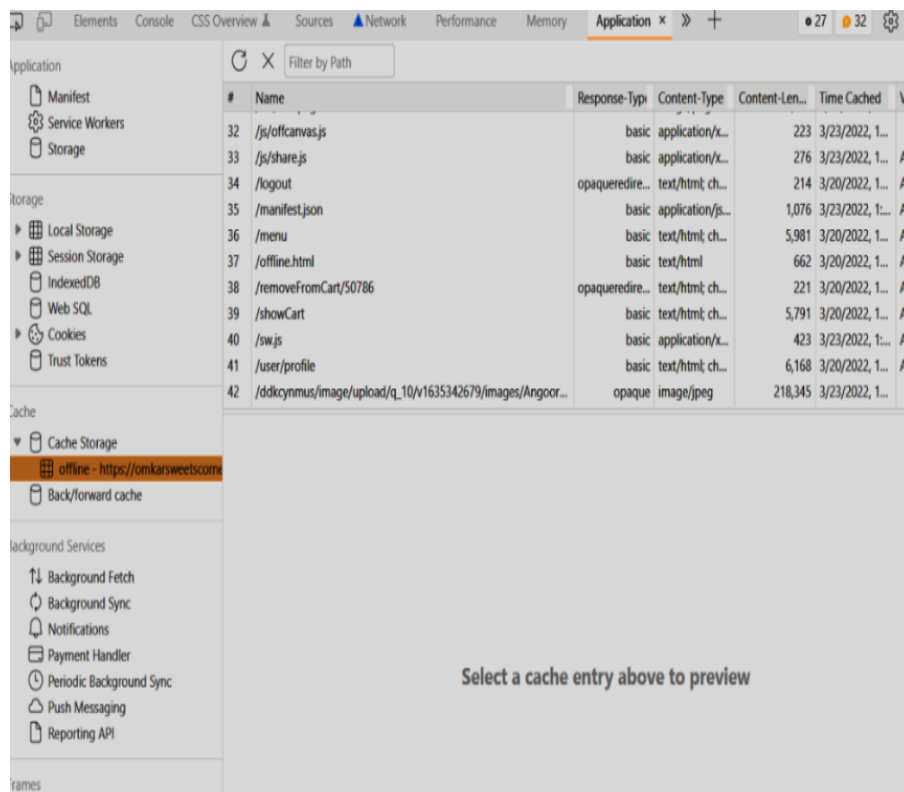 Elements Console CSS Overview Sources Network Performance Memory Application × » + 27 32
Application
Manifest
Service Workers
Storage
Storage
Local Storage
Session Storage
IndexedDB
Web SQL
Cookies
Trust Tokens
Cache
Cache Storage
offline - https://omkarsweetscorne
Back/forward cache
Background Services
Background Fetch
Background Sync
Notifications
Payment Handler
Periodic Background Sync
Push Messaging
Reporting API
Frames
Filter by Path
# Name Response-Typ Content-Type Content-Len... Time Cached V
32 /js/offcanvas.js basic application/x... 223 3/23/2022, 1...
33 /js/share.js basic application/x... 276 3/23/2022, 1... A
34 /logout opaqueredire... text/html; ch... 214 3/20/2022, 1... A
35 /manifest.json basic application/js... 1,076 3/23/2022, 1:... A
36 /menu basic text/html; ch... 5,981 3/20/2022, 1... A
37 /offline.html basic text/html 662 3/20/2022, 1... A
38 /removeFromCart/50786 opaqueredire... text/html; ch... 221 3/20/2022, 1... A
39 /showCart basic text/html; ch... 5,791 3/20/2022, 1... A
40 /sw.js basic application/x... 423 3/23/2022, 1:... A
41 /user/profile basic text/html; ch... 6,168 3/20/2022, 1... A
42 /ddkcynmus/image/upload/q_10/v1635342679/images/Angoor... opaque image/jpeg 218,345 3/23/2022, 1...
Select a cache entry above to preview